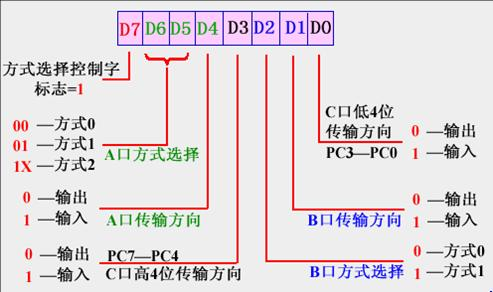 D7 D6 D5 D4 D3 D2 D1 D0
方式选择控制字
标志=1
00 —方式0
01 —方式1
1X —方式2
A口方式选择
0 —输出
1 —输入
A口传输方向
0 —输出
1 —输入
PC7—PC4
C口高4位传输方向
C口低4位
传输方向
PC3—PC0
0 —输出
1 —输入
B口传输方向
0 —输出
1 —输入
B口方式选择
0 —方式0
1 —方式1